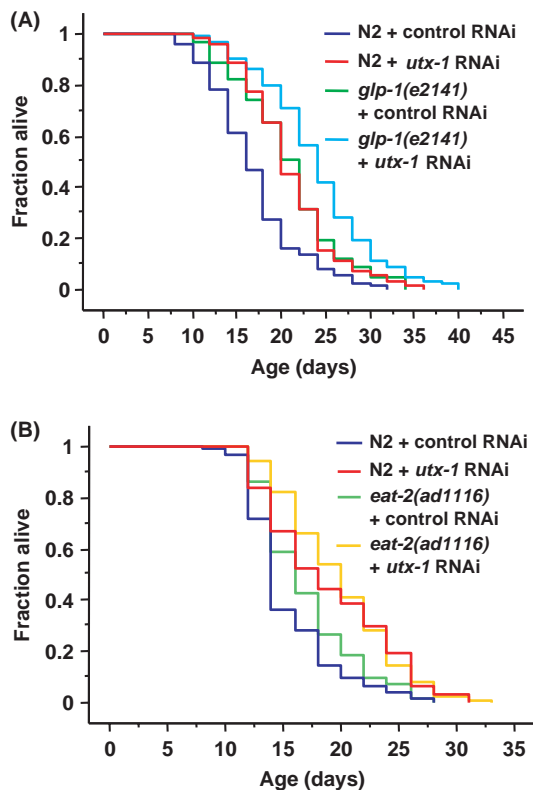 (A)
N2 + control RNAi
N2 + utx-1 RNAi
glp-1(e2141)
+ control RNAi
glp-1(e2141)
+ utx-1 RNAi
Fraction alive
1
0.8
0.6
0.4
0.2
0
0 5 10 15 20 25 30 35 40 45
Age (days)
(B)
N2 + control RNAi
N2 + utx-1 RNAi
eat-2(ad1116)
+ control RNAi
eat-2(ad1116)
+ utx-1 RNAi
Fraction alive
1
0.8
0.6
0.4
0.2
0
0 5 10 15 20 25 30 35
Age (days)